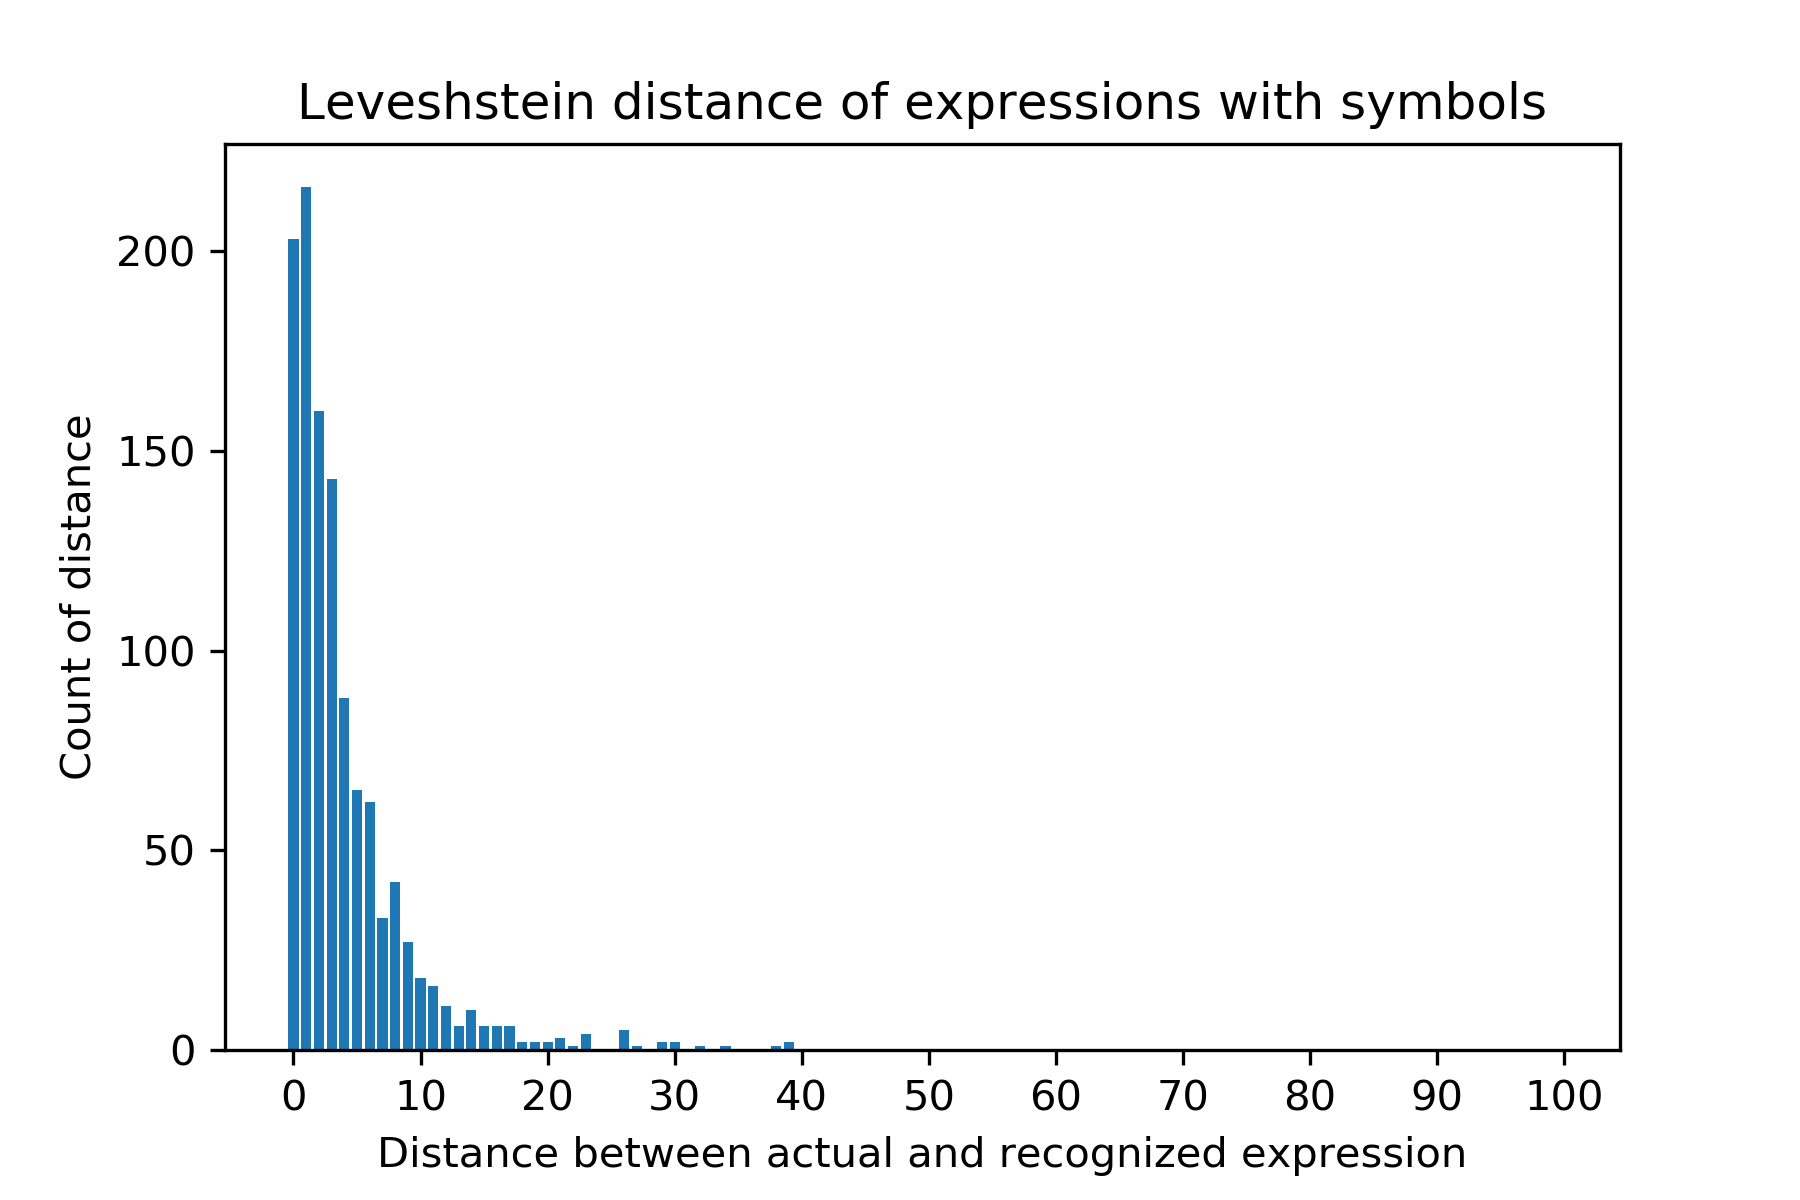 Leveshstein distance of expressions with symbols
Count of distance
200
150
100
50
0
0 10 20 30 40 50 60 70 80 90 100
Distance between actual and recognized expression